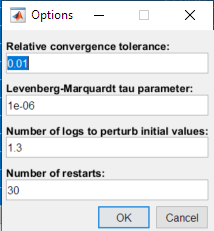 Options
Relative convergence tolerance:
0.01
Levenberg-Marquardt tau parameter:
1e-06
Number of logs to perturb initial values:
1.3
Number of restarts:
30
OK Cancel